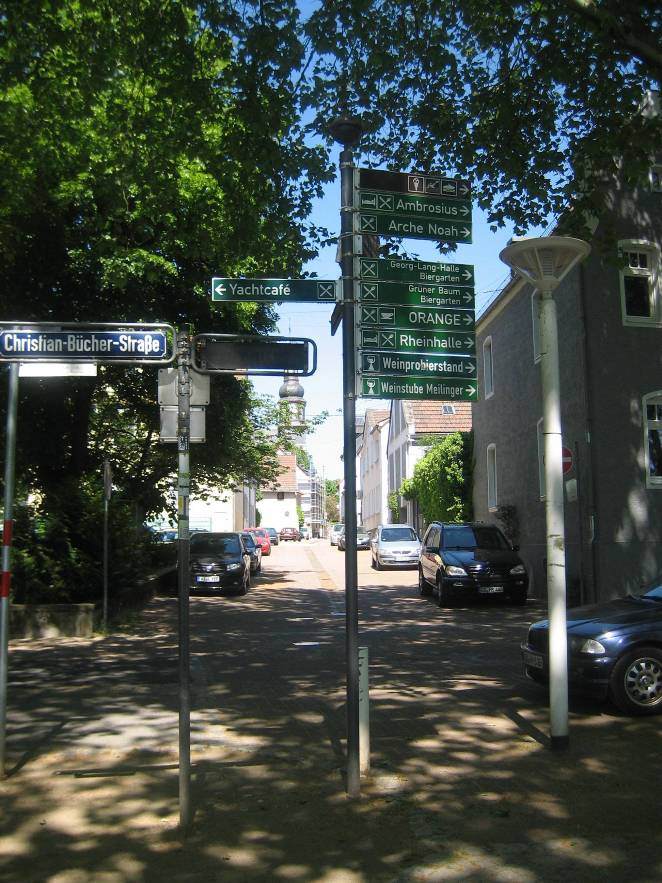 Ambrosius
Arche Noah
Georg-Lang-Halle
Biergarten
Yachtcafé
Grüner Baum
Biergarten
ORANGE
Rheinhalle
Weinprobierstand
Weinstube Meilinger
Christian-Bücher-Straße